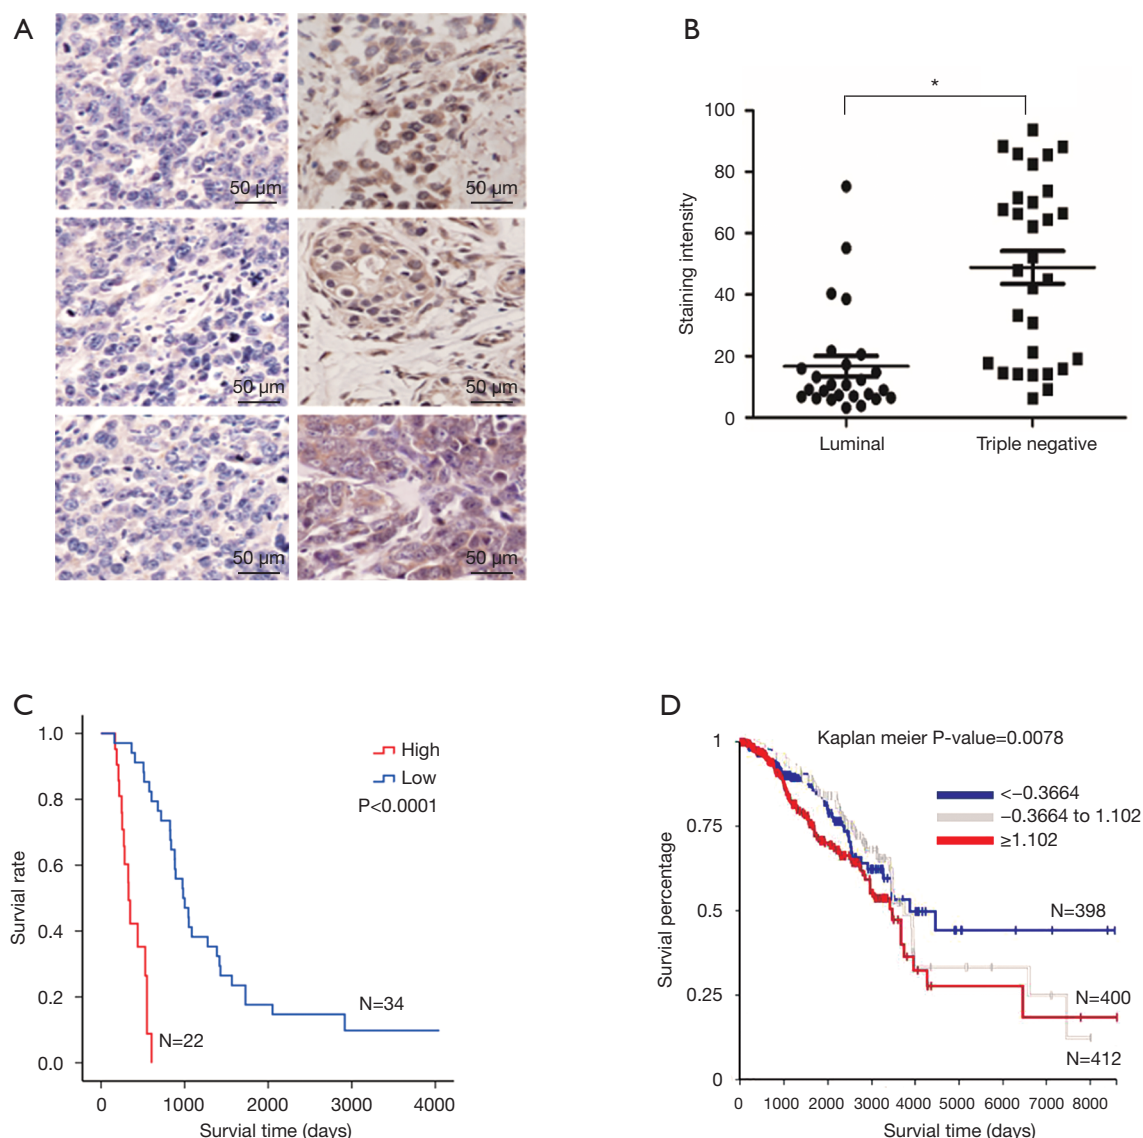 A
50 µm
50 µm
50 µm
50 µm
50 µm
50 µm
B
*
Staining intensity
100
80
60
40
20
0
Luminal
Triple negative
C
Survial rate
1.0
0.8
0.6
0.4
0.2
0.0
High
Low
P<0.0001
N=34
N=22
0
1000
2000
3000
4000
Survial time (days)
D
Kaplan meier P-value=0.0078
<−0.3664
−0.3664 to 1.102
≥1.102
Survial percentage
1
0.75
0.5
0.25
0
N=398
N=400
N=412
0
1000
2000
3000
4000
5000
6000
7000
8000
Survial time (days)